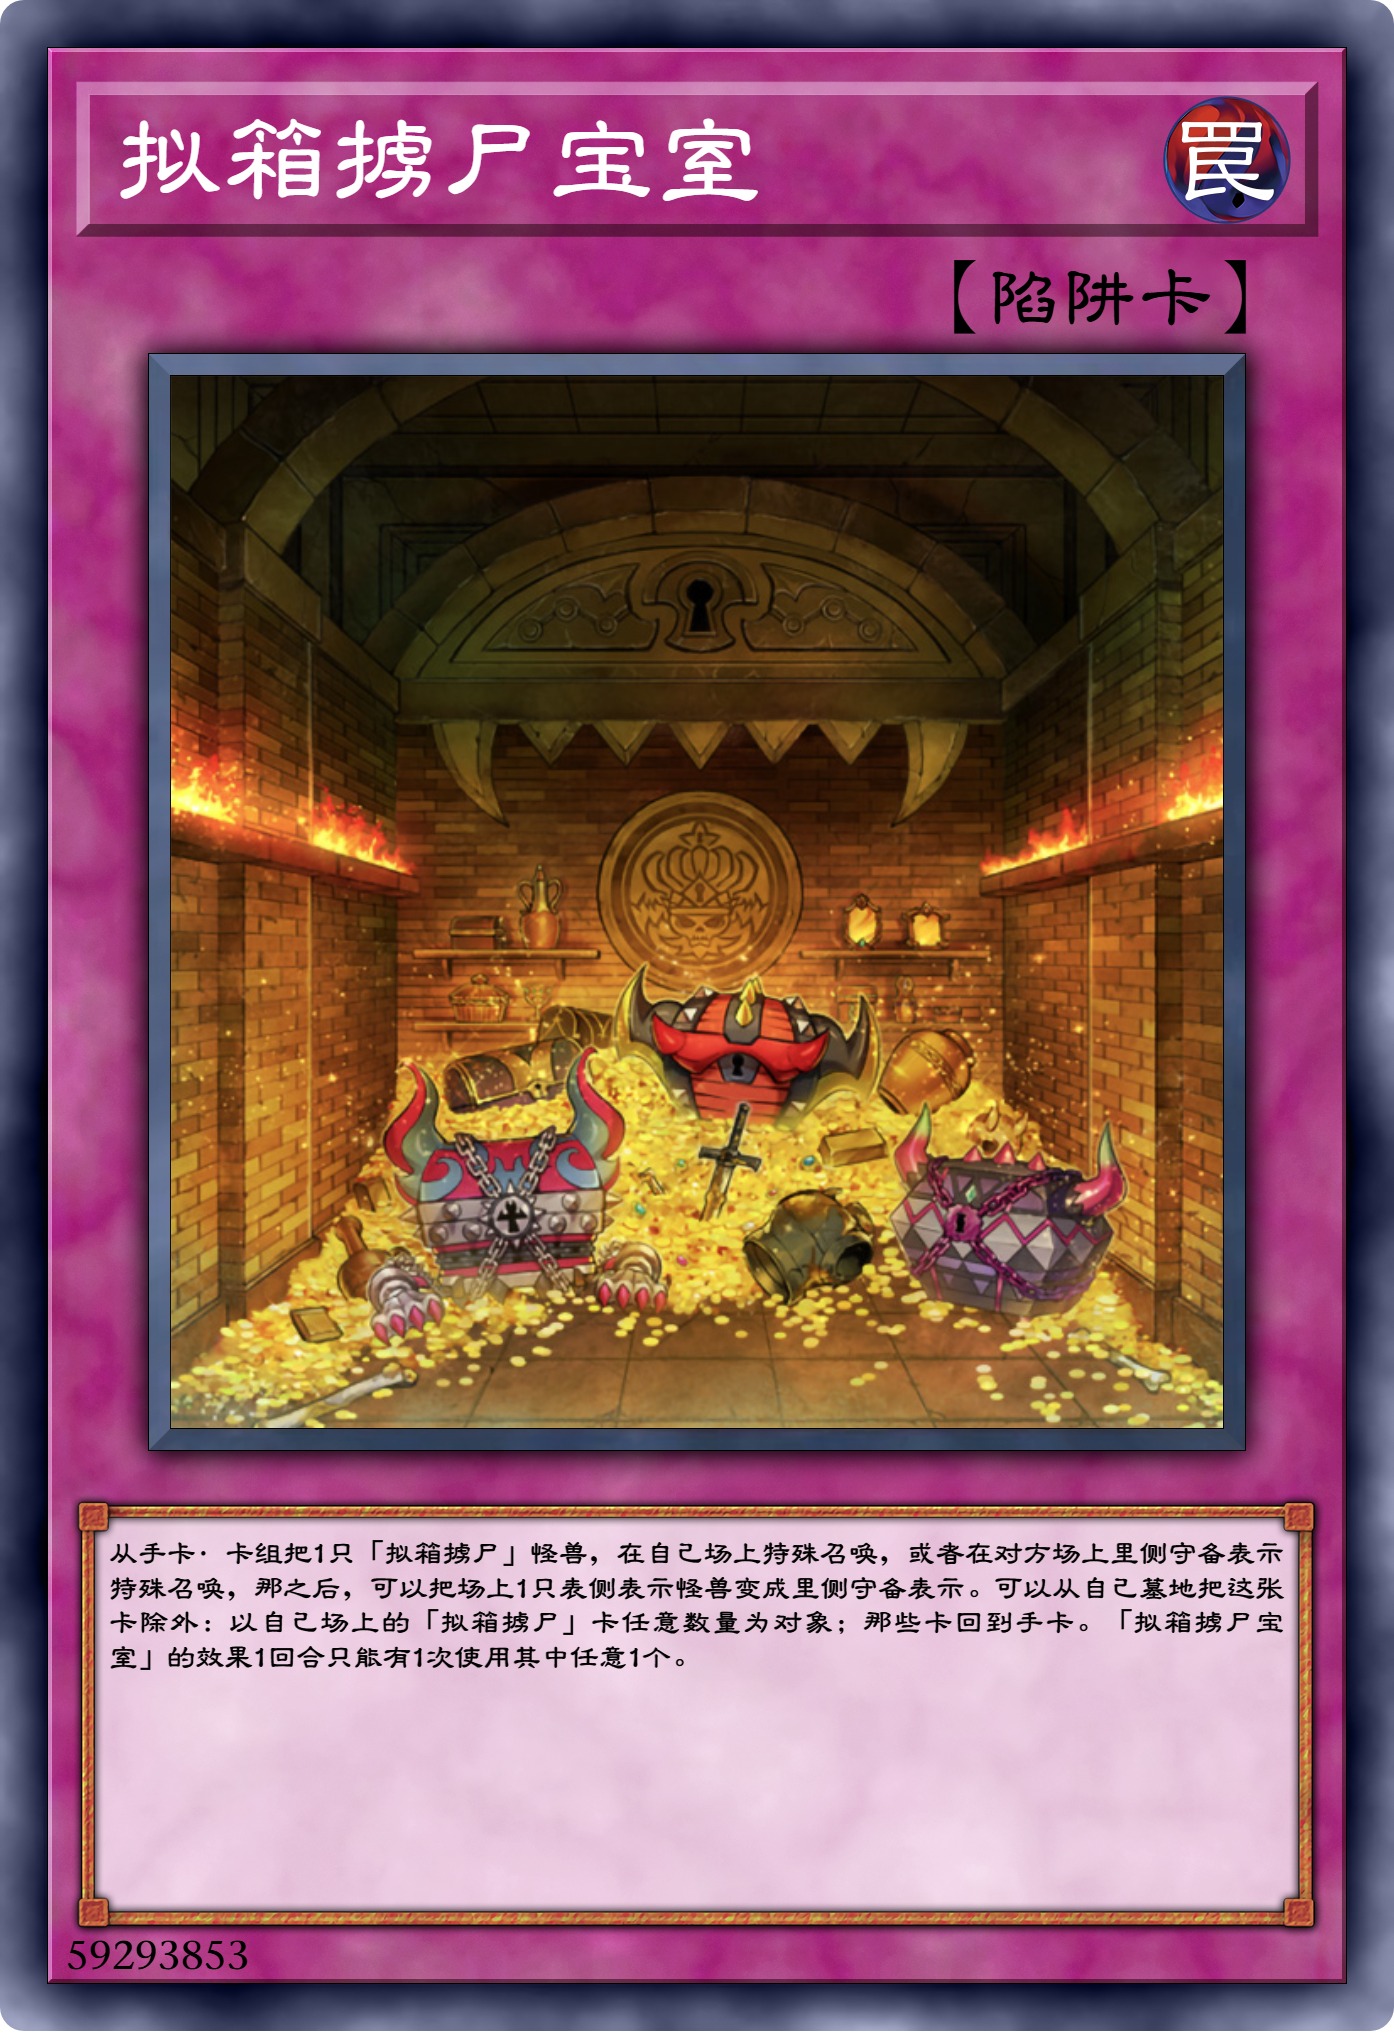 拟箱掳尸宝室
罠
【陷阱卡】
从手卡·卡组把1只「拟箱掳尸」怪兽，在自己场上特殊召唤，或者在对方场上里侧守备表示
特殊召唤，那之后，可以把场上1只表侧表示怪兽变成里侧守备表示。可以从自己墓地把这张
卡除外：以自己场上的「拟箱掳尸」卡任意数量为对象；那些卡回到手卡。「拟箱掳尸宝
室」的效果1回合只能有1次使用其中任意1个。
59293853